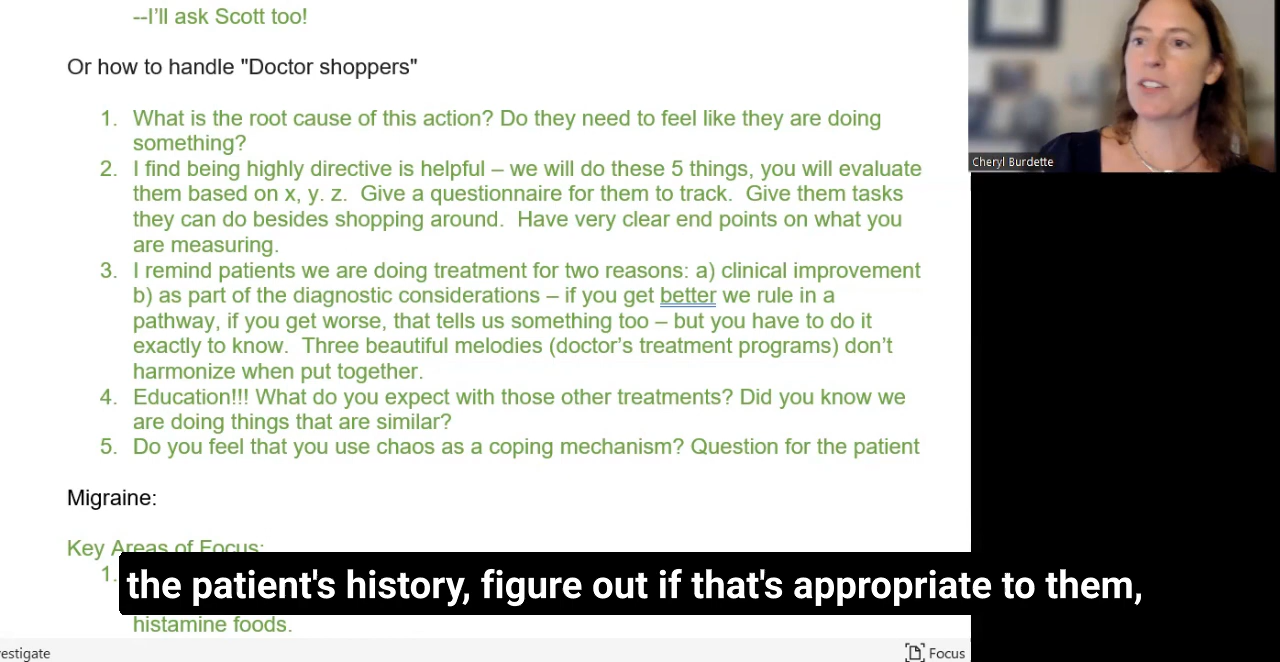 --I'll ask Scott too!
Or how to handle "Doctor shoppers"
1. What is the root cause of this action? Do they need to feel like they are doing
something?
2. I find being highly directive is helpful – we will do these 5 things, you will evaluate
them based on x, y. z.  Give a questionnaire for them to track.  Give them tasks
they can do besides shopping around.  Have very clear end points on what you
are measuring.
3. I remind patients we are doing treatment for two reasons: a) clinical improvement
b) as part of the diagnostic considerations – if you get better we rule in a
pathway, if you get worse, that tells us something too – but you have to do it
exactly to know.  Three beautiful melodies (doctor's treatment programs) don't
harmonize when put together.
4. Education!!! What do you expect with those other treatments? Did you know we
are doing things that are similar?
5. Do you feel that you use chaos as a coping mechanism? Question for the patient
Migraine:
Key Areas of Focus:
1.
the patient's history, figure out if that's appropriate to them,
histamine foods.
estigate
Focus
Cheryl Burdette